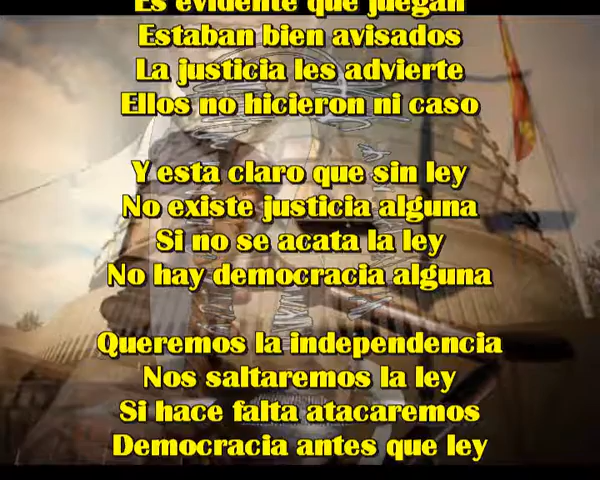 Es evidente que juegan
Estaban bien avisados
La justicia les advierte
Ellos no hicieron ni caso
Y esta claro que sin ley
No existe justicia alguna
Si no se acata la ley
No hay democracia alguna
Queremos la independencia
Nos saltaremos la ley
Si hace falta atacaremos
Democracia antes que ley